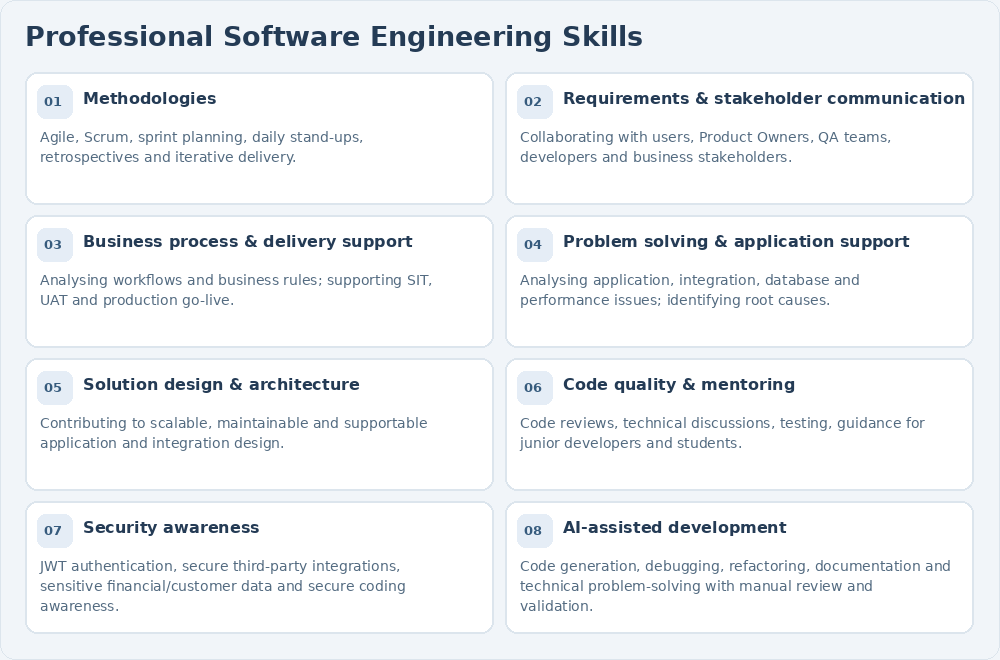 Professional Software Engineering Skills
01 Methodologies
Agile, Scrum, sprint planning, daily stand-ups,
retrospectives and iterative delivery.
02 Requirements & stakeholder communication
Collaborating with users, Product Owners, QA teams,
developers and business stakeholders.
03 Business process & delivery support
Analysing workflows and business rules; supporting SIT,
UAT and production go-live.
04 Problem solving & application support
Analysing application, integration, database and
performance issues; identifying root causes.
05 Solution design & architecture
Contributing to scalable, maintainable and supportable
application and integration design.
06 Code quality & mentoring
Code reviews, technical discussions, testing, guidance for
junior developers and students.
07 Security awareness
JWT authentication, secure third-party integrations,
sensitive financial/customer data and secure coding
awareness.
08 AI-assisted development
Code generation, debugging, refactoring, documentation and
technical problem-solving with manual review and
validation.